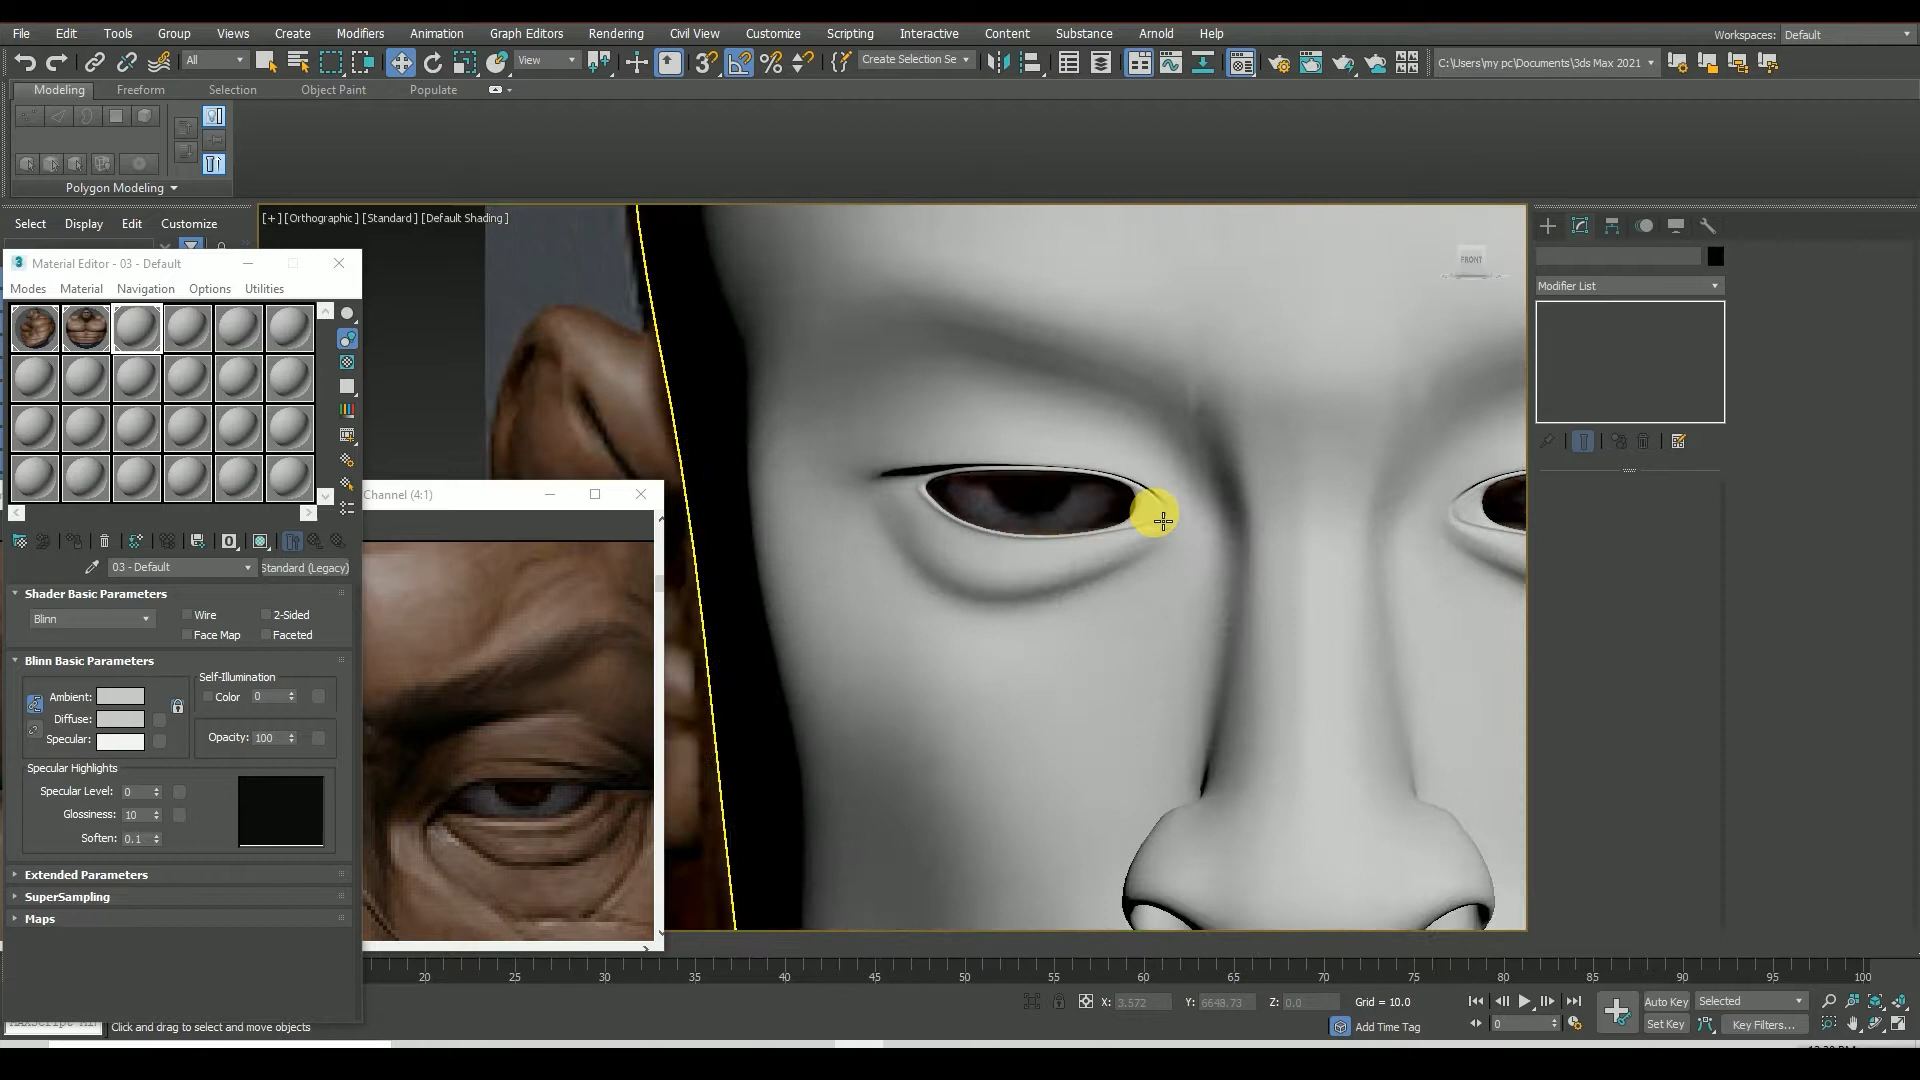 File Edit Tools Group Views Create Modifiers Animation Graph Editors Rendering Civil View Customize Scripting Interactive Content Substance Arnold Help
Workspaces: Default
All View Create Selection Se C:\Users\my pc\Documents\3ds Max 2021
Modeling Freeform Selection Object Paint Populate
Polygon Modeling
Select Display Edit Customize
[+] [Orthographic] [Standard] [Default Shading]
FRONT
Modifier List
3 Material Editor - 03 - Default
Modes Material Navigation Options Utilities
Channel (4:1)
03 - Default Standard (Legacy)
Shader Basic Parameters
Blinn Wire 2-Sided
Face Map Faceted
Blinn Basic Parameters
Self-Illumination
Ambient: Color 0
Diffuse:
Specular: Opacity: 100
Specular Highlights
Specular Level: 0
Glossiness: 10
Soften: 0.1
Extended Parameters
SuperSampling
Maps
20 25 30 35 40 45 50 55 60 65 70 75 80 85 90 95 100
X: 3.572 Y: 6648.73 Z: 0.0 Grid = 10.0 Auto Key Selected
Click and drag to select and move objects Add Time Tag 0 Set Key Key Filters...